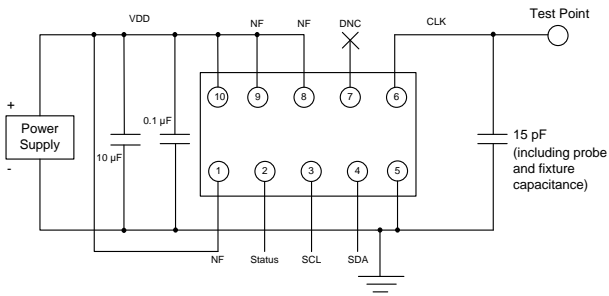 Test Point
VDD
NF
NF
DNC
CLK
10
9
8
7
6
+
Power
Supply
-
10 µF
0.1 µF
15 pF
(including probe
and fixture
capacitance)
1
2
3
4
5
NF
Status
SCL
SDA